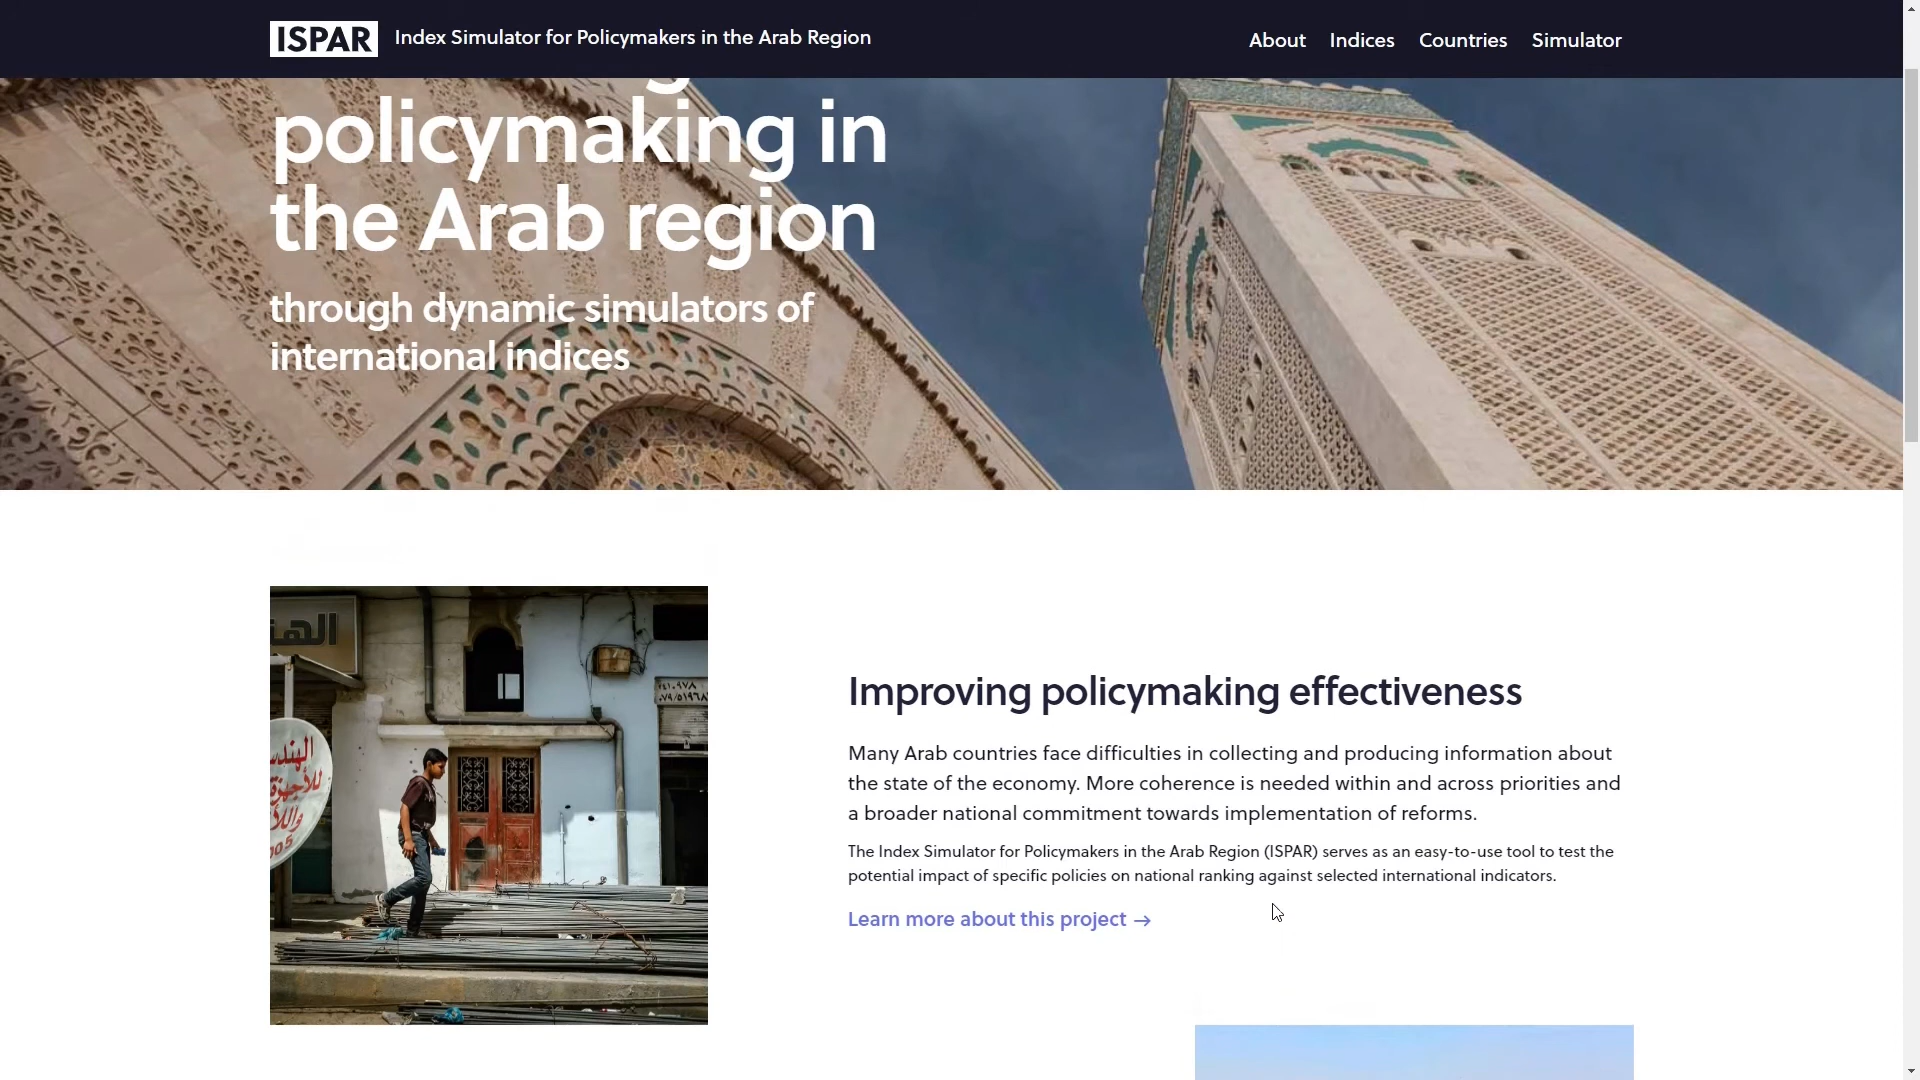 ISPAR
Index Simulator for Policymakers in the Arab Region
About
Indices
Countries
Simulator
policymaking in
the Arab region
through dynamic simulators of
international indices
Improving policymaking effectiveness
Many Arab countries face difficulties in collecting and producing information about
the state of the economy. More coherence is needed within and across priorities and
a broader national commitment towards implementation of reforms.
The Index Simulator for Policymakers in the Arab Region (ISPAR) serves as an easy-to-use tool to test the
potential impact of specific policies on national ranking against selected international indicators.
Learn more about this project →